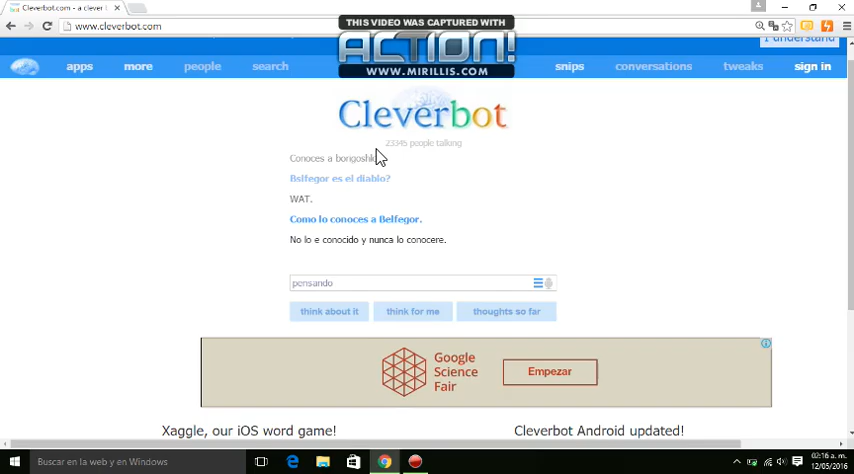 Cleverbot.com - a clever b
www.cleverbot.com
THIS VIDEO WAS CAPTURED WITH
ACTION!
WWW.MIRILLIS.COM
I understand
apps more people search snips conversations tweaks sign in
Cleverbot
23345 people talking
Conoces a
Bslfegor es el diablo?
WAT.
Como lo conoces a Belfegor.
No lo e conocido y nunca lo conocere.
pensando
think about it think for me thoughts so far
Google
Science
Fair
Empezar
Xaggle, our iOS word game! Cleverbot Android updated!
Buscar en la web y en Windows
02:16 a. m.
12/05/2016